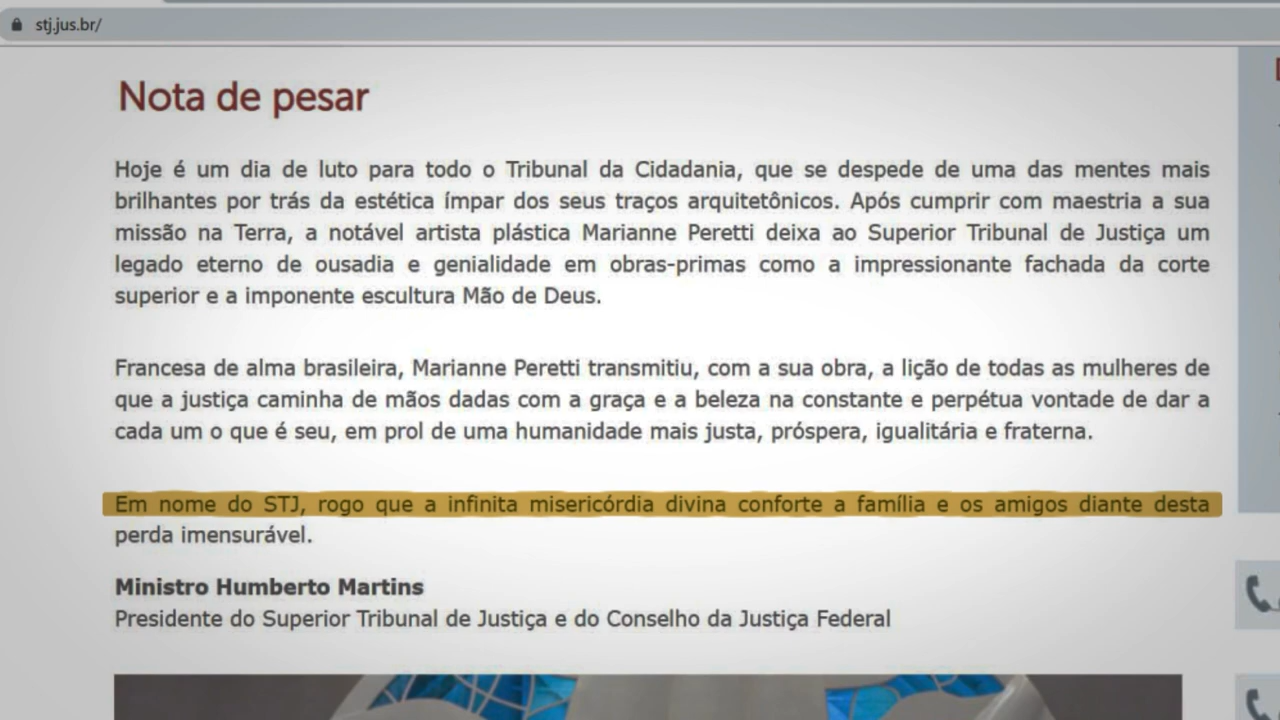 stj.jus.br/
Nota de pesar
Hoje é um dia de luto para todo o Tribunal da Cidadania, que se despede de uma das mentes mais
brilhantes por trás da estética ímpar dos seus traços arquitetônicos. Após cumprir com maestria a sua
missão na Terra, a notável artista plástica Marianne Peretti deixa ao Superior Tribunal de Justiça um
legado eterno de ousadia e genialidade em obras-primas como a impressionante fachada da corte
superior e a imponente escultura Mão de Deus.
Francesa de alma brasileira, Marianne Peretti transmitiu, com a sua obra, a lição de todas as mulheres de
que a justiça caminha de mãos dadas com a graça e a beleza na constante e perpétua vontade de dar a
cada um o que é seu, em prol de uma humanidade mais justa, próspera, igualitária e fraterna.
Em nome do STJ, rogo que a infinita misericórdia divina conforte a família e os amigos diante desta
perda imensurável.
Ministro Humberto Martins
Presidente do Superior Tribunal de Justiça e do Conselho da Justiça Federal